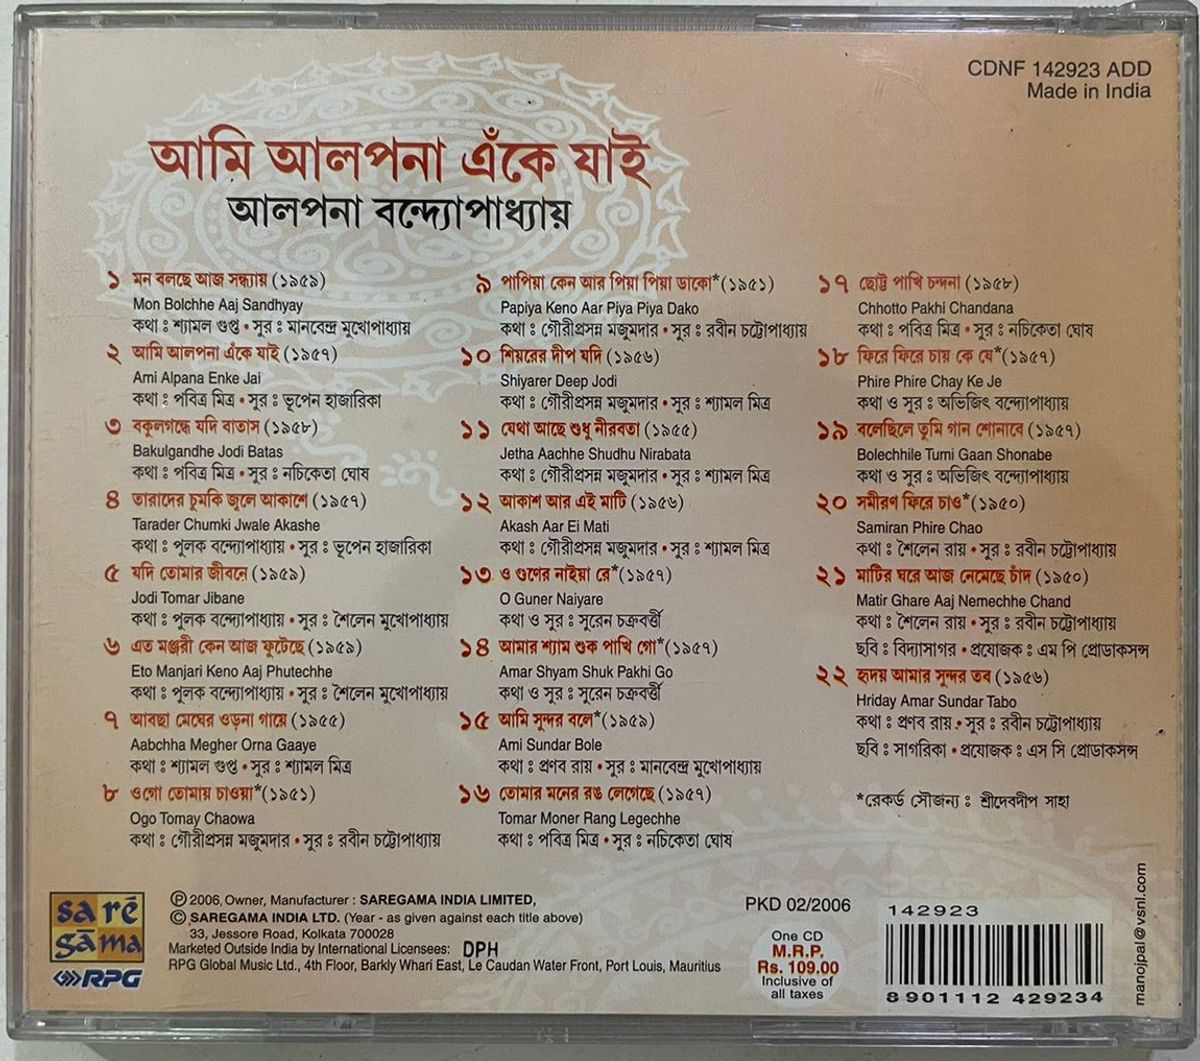 CDNF 142923 ADD
Made in India
আমি আলপনা এঁকে যাই
আলপনা বন্দ্যোপাধ্যায়
১ মন বলছে আজ সন্ধ্যায় (১৯৫৯)
Mon Bolchhe Aaj Sandhyay
কথা : শ্যামল গুপ্ত • সুর : মানবেন্দ্র মুখোপাধ্যায়
২ আমি আলপনা এঁকে যাই (১৯৫৭)
Ami Alpana Enke Jai
কথা : পবিত্র মিত্র • সুর : ভূপেন হাজারিকা
৩ বকুলগন্ধে যদি বাতাস (১৯৫৮)
Bakulgandhe Jodi Batas
কথা : পবিত্র মিত্র • সুর : নচিকেতা ঘোষ
৪ তারাদের চুমকি জ্বলে আকাশে (১৯৫৭)
Tarader Chumki Jwale Akashe
কথা : পুলক বন্দ্যোপাধ্যায় • সুর : ভূপেন হাজারিকা
৫ যদি তোমার জীবনে (১৯৫৯)
Jodi Tomar Jibane
কথা : পুলক বন্দ্যোপাধ্যায় • সুর : শৈলেন মুখোপাধ্যায়
৬ এত মঞ্জরী কেন আজ ফুটেছে (১৯৫৯)
Eto Manjari Keno Aaj Phutechhe
কথা : পুলক বন্দ্যোপাধ্যায় • সুর : শৈলেন মুখোপাধ্যায়
৭ আবছা মেঘের ওড়না গায়ে (১৯৫৫)
Aabchha Megher Orna Gaaye
কথা : শ্যামল গুপ্ত • সুর : শ্যামল মিত্র
৮ ওগো তোমায় চাওয়া* (১৯৫১)
Ogo Tomay Chaowa
কথা : গৌরীপ্রসন্ন মজুমদার • সুর : রবীন চট্টোপাধ্যায়
৯ পাপিয়া কেন আর পিয়া পিয়া ডাকো* (১৯৫১)
Papiya Keno Aar Piya Piya Dako
কথা : গৌরীপ্রসন্ন মজুমদার • সুর : রবীন চট্টোপাধ্যায়
১০ শিয়রের দীপ যদি (১৯৫৬)
Shiyarer Deep Jodi
কথা : গৌরীপ্রসন্ন মজুমদার • সুর : শ্যামল মিত্র
১১ যেথা আছে শুধু নীরবতা (১৯৫৫)
Jetha Aachhe Shudhu Nirabata
কথা : গৌরীপ্রসন্ন মজুমদার • সুর : শ্যামল মিত্র
১২ আকাশ আর এই মাটি (১৯৫৬)
Akash Aar Ei Mati
কথা : গৌরীপ্রসন্ন মজুমদার • সুর : শ্যামল মিত্র
১৩ ও গুণের নাইয়া রে* (১৯৫৭)
O Guner Naiyare
কথা ও সুর : সুরেন চক্রবর্ত্তী
১৪ আমার শ্যাম শুক পাখি গো* (১৯৫৭)
Amar Shyam Shuk Pakhi Go
কথা ও সুর : সুরেন চক্রবর্ত্তী
১৫ আমি সুন্দর বলে* (১৯৫৯)
Ami Sundar Bole
কথা : প্রণব রায় • সুর : মানবেন্দ্র মুখোপাধ্যায়
১৬ তোমার মনের রঙ লেগেছে (১৯৫৭)
Tomar Moner Rang Legechhe
কথা : পবিত্র মিত্র • সুর : নচিকেতা ঘোষ
১৭ ছোট্ট পাখি চন্দনা (১৯৫৮)
Chhotto Pakhi Chandana
কথা : পবিত্র মিত্র • সুর : নচিকেতা ঘোষ
১৮ ফিরে ফিরে চায় কে যে* (১৯৫৭)
Phire Phire Chay Ke Je
কথা ও সুর : অভিজিৎ বন্দ্যোপাধ্যায়
১৯ বলেছিলে তুমি গান শোনাবে (১৯৫৭)
Bolechhile Tumi Gaan Shonabe
কথা ও সুর : অভিজিৎ বন্দ্যোপাধ্যায়
২০ সমীরণ ফিরে চাও* (১৯৫০)
Samiran Phire Chao
কথা : শৈলেন রায় • সুর : রবীন চট্টোপাধ্যায়
২১ মাটির ঘরে আজ নেমেছে চাঁদ (১৯৫০)
Matir Ghare Aaj Nemechhe Chand
কথা : শৈলেন রায় • সুর : রবীন চট্টোপাধ্যায়
ছবি : বিদ্যাসাগর • প্রযোজক : এম পি প্রোডাকসন্স
২২ হৃদয় আমার সুন্দর তব (১৯৫৬)
Hriday Amar Sundar Tabo
কথা : প্রণব রায় • সুর : রবীন চট্টোপাধ্যায়
ছবি : সাগরিকা • প্রযোজক : এস সি প্রোডাকসন্স
*রেকর্ড সৌজন্য : শ্রীদেবদীপ সাহা
saregama
RPG
℗ 2006, Owner, Manufacturer : SAREGAMA INDIA LIMITED,
© SAREGAMA INDIA LTD. (Year - as given against each title above)
33, Jessore Road, Kolkata 700028
Marketed Outside India by International Licensees: DPH
RPG Global Music Ltd., 4th Floor, Barkly Whari East, Le Caudan Water Front, Port Louis, Mauritius
PKD 02/2006
One CD
M.R.P.
Rs. 109.00
Inclusive of
all taxes
142923
8901112 429234
manojpal@vsnl.com